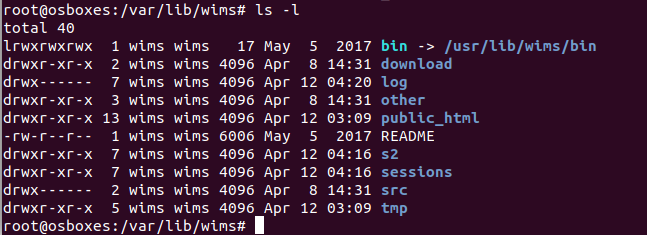 root@osboxes:/var/lib/wims# ls -l
total 40
lrwxrwxrwx  1 wims wims   17 May  5  2017 bin -> /usr/lib/wims/bin
drwxr-xr-x  2 wims wims 4096 Apr  8 14:31 download
drwx------  7 wims wims 4096 Apr 12 04:20 log
drwxr-xr-x  3 wims wims 4096 Apr  8 14:31 other
drwxr-xr-x 13 wims wims 4096 Apr 12 03:09 public_html
-rw-r--r--  1 wims wims 6006 May  5  2017 README
drwxr-xr-x  7 wims wims 4096 Apr 12 04:16 s2
drwxr-xr-x  7 wims wims 4096 Apr 12 04:16 sessions
drwx------  2 wims wims 4096 Apr  8 14:31 src
drwxr-xr-x  5 wims wims 4096 Apr 12 03:09 tmp
root@osboxes:/var/lib/wims#